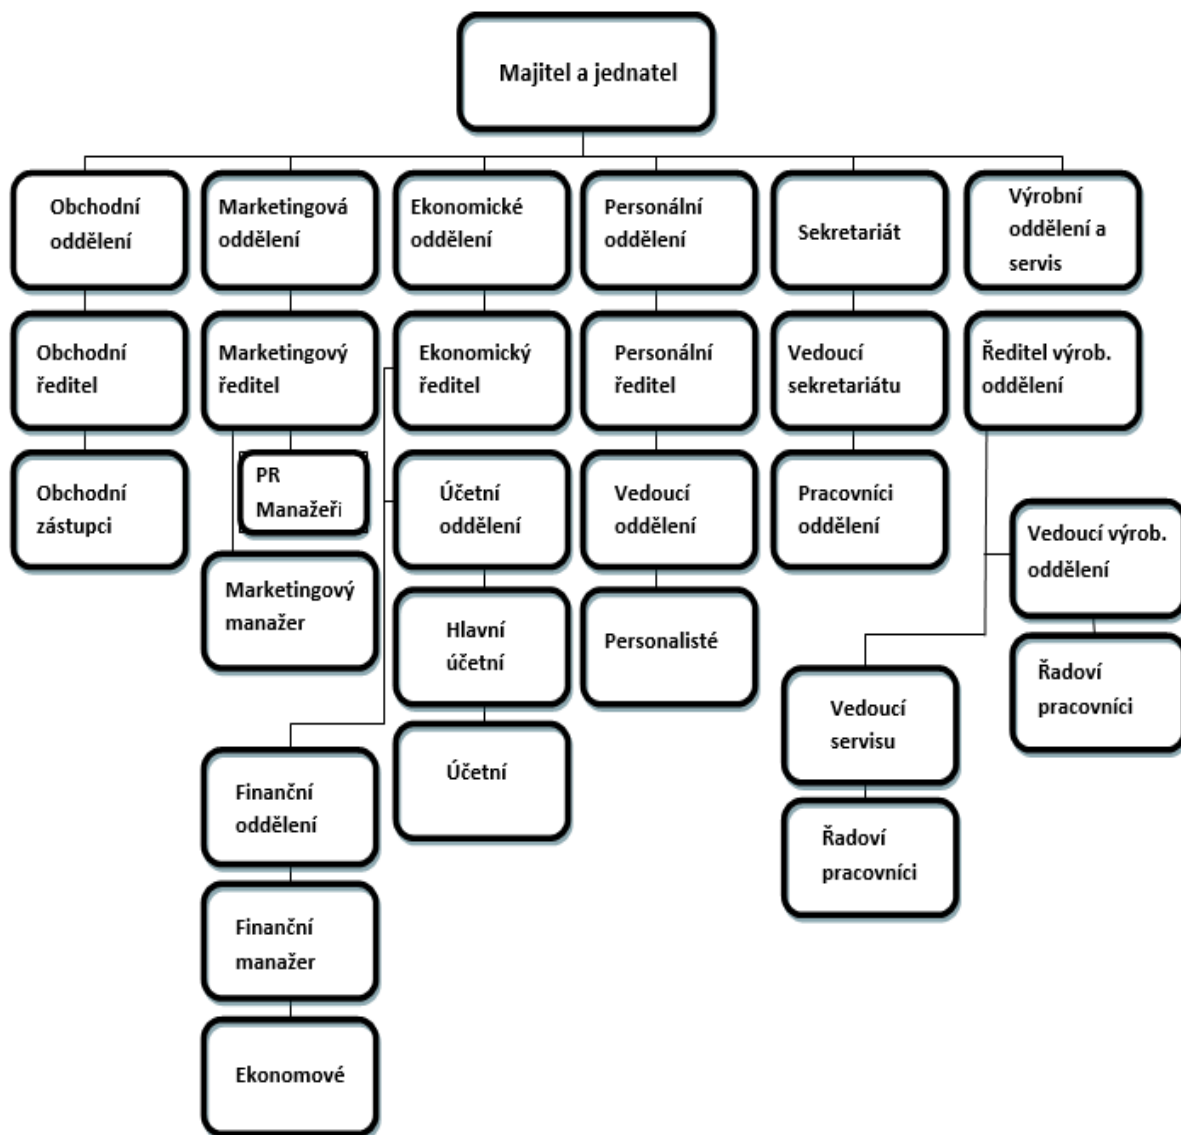 Majitel a jednatel
Obchodní
oddělení
Marketingová
oddělení
Ekonomické
oddělení
Personální
oddělení
Sekretariát
Výrobní
oddělení a
servis
Obchodní
ředitel
Marketingový
ředitel
Ekonomický
ředitel
Personální
ředitel
Vedoucí
sekretariátu
Ředitel výrob.
oddělení
Obchodní
zástupci
PR
Manažeři
Účetní
oddělení
Vedoucí
oddělení
Pracovníci
oddělení
Vedoucí výrob.
oddělení
Marketingový
manažer
Hlavní
účetní
Personalisté
Řadoví
pracovníci
Vedoucí
servisu
Účetní
Finanční
oddělení
Řadoví
pracovníci
Finanční
manažer
Ekonomové